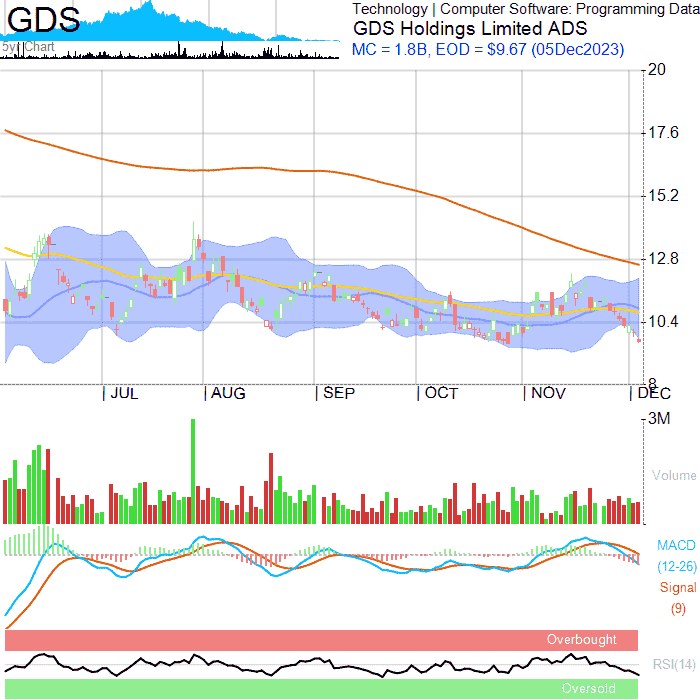 GDS
5yr Chart
Technology | Computer Software: Programming Data
GDS Holdings Limited ADS
MC = 1.8B, EOD = $9.67 (05Dec2023)
20
17.6
15.2
12.8
10.4
8
JUL
AUG
SEP
OCT
NOV
DEC
3M
Volume
MACD
(12-26)
Signal
(9)
Overbought
RSI(14)
Oversold